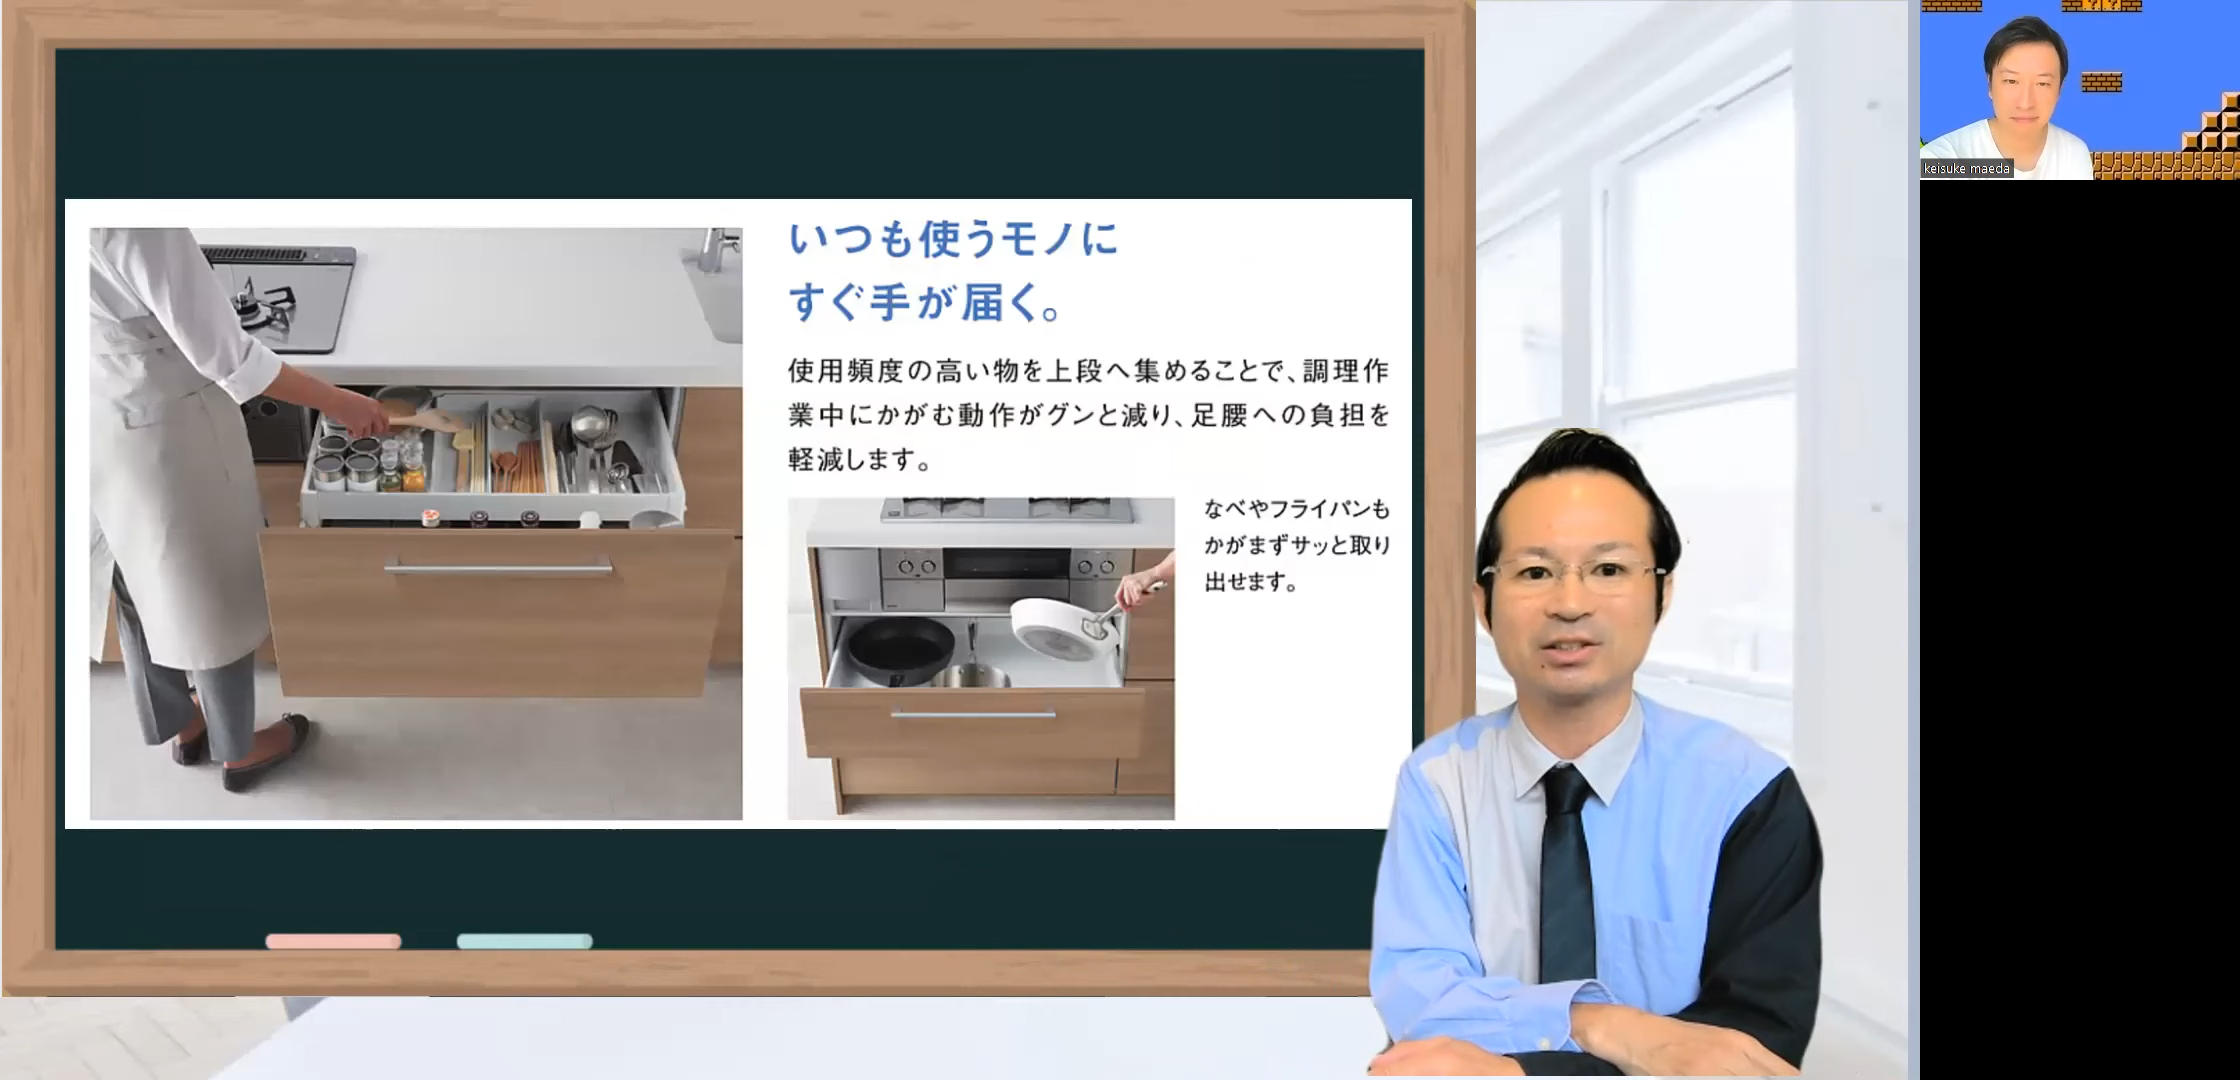 いつも使うモノに
すぐ手が届く。
使用頻度の高い物を上段へ集めることで、調理作
業中にかがむ動作がグンと減り、足腰への負担を
軽減します。
なべやフライパンも
かがまずサッと取り
出せます。
keisuke maeda